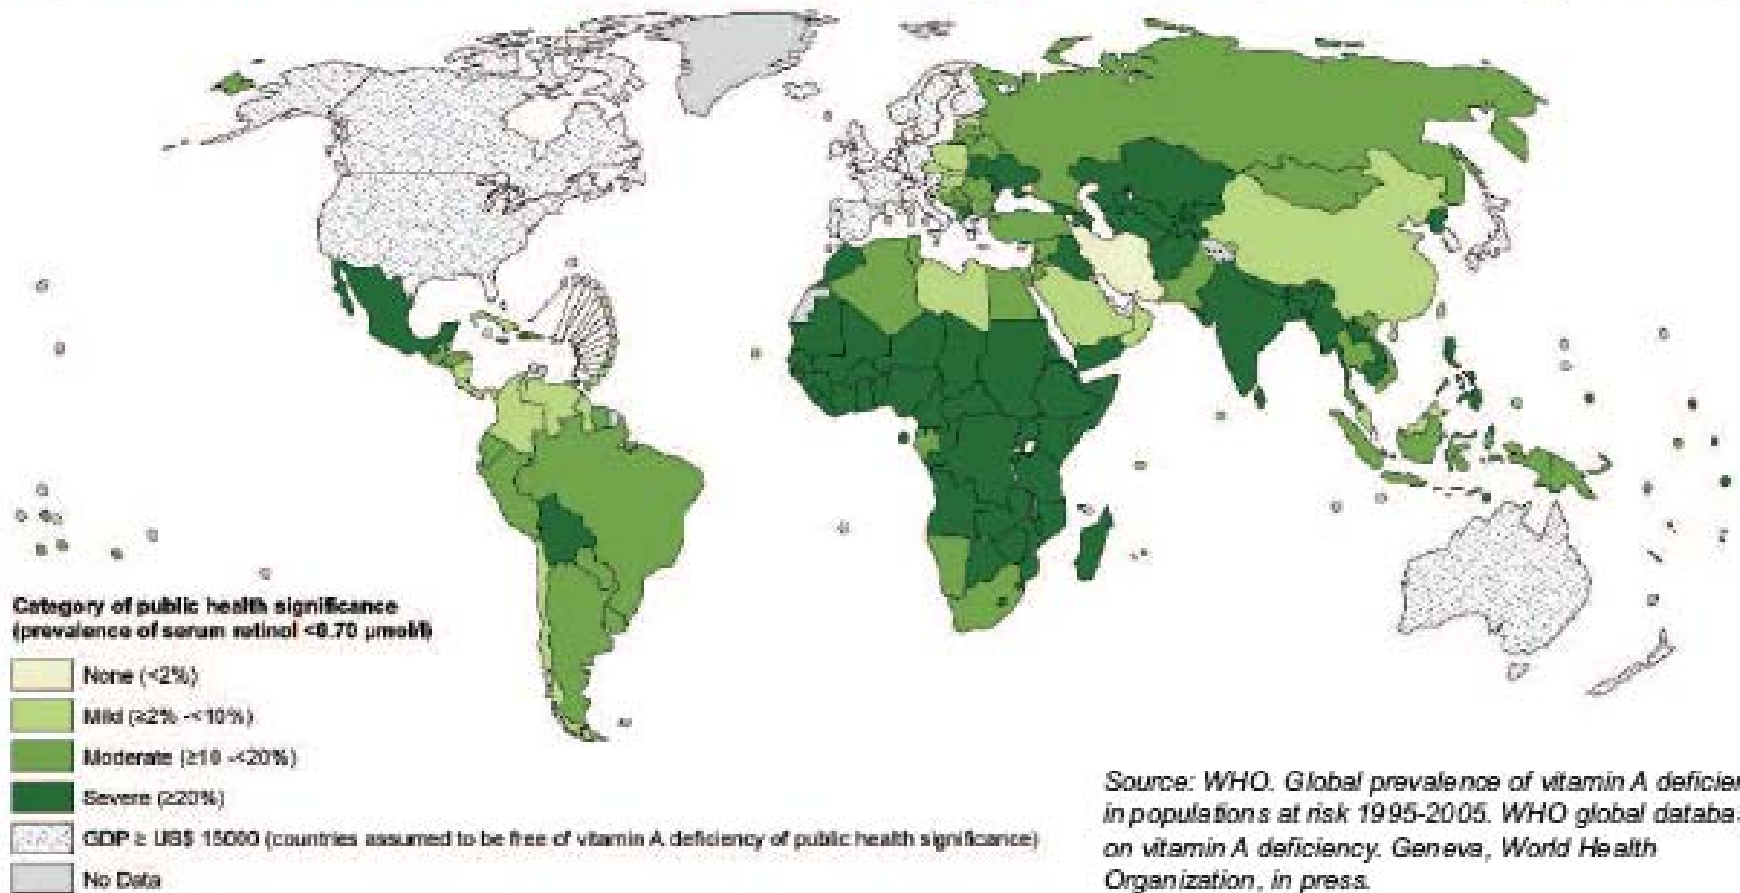 Category of public health significance
(prevalence of serum retinol <0.70 µmol/l)
None (<2%)
Mild (≥2% -<10%)
Moderate (≥10 -<20%)
Severe (≥20%)
GDP ≥ US$ 15000 (countries assumed to be free of vitamin A deficiency of public health significance)
No Data
Source: WHO. Global prevalence of vitamin A deficien
in populations at risk 1995-2005. WHO global databa
on vitamin A deficiency. Geneva, World Health
Organization, in press.